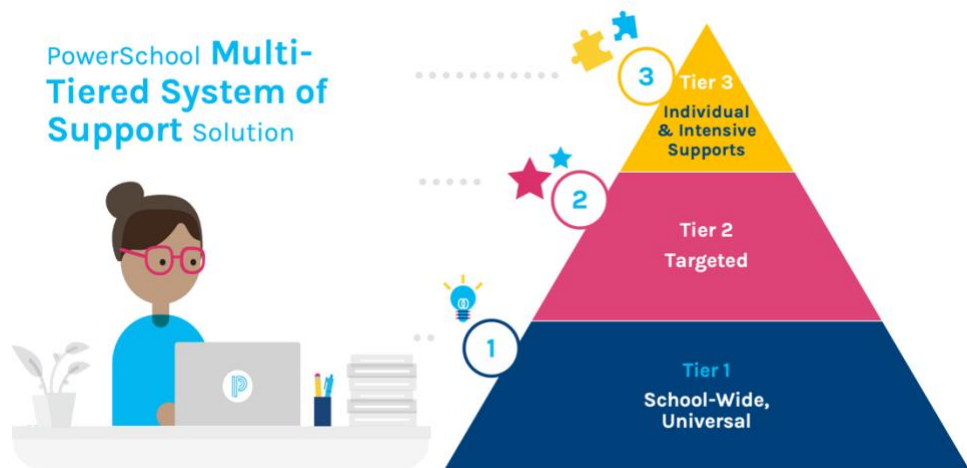 PowerSchool Multi-
Tiered System of
Support Solution
3
Tier 3
Individual
& Intensive
Supports
2
Tier 2
Targeted
1
Tier 1
School-Wide,
Universal
P